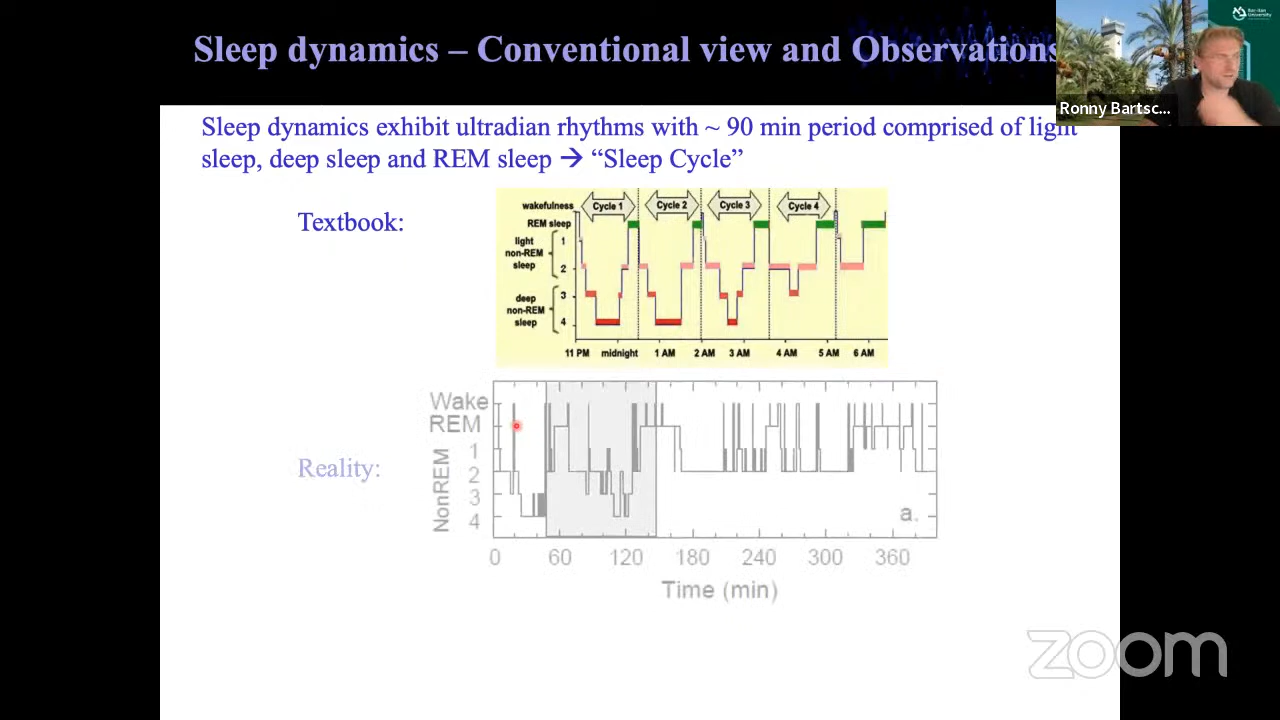 Sleep dynamics – Conventional view and Observations
Bar-Ilan
University
Ronny Bartsc...
Sleep dynamics exhibit ultradian rhythms with ~ 90 min period comprised of light
sleep, deep sleep and REM sleep → “Sleep Cycle”
Textbook:
wakefulness
Cycle 1
Cycle 2
Cycle 3
Cycle 4
REM sleep
light
non-REM
sleep
1
2
deep
non-REM
sleep
3
4
11 PM midnight 1 AM 2 AM 3 AM 4 AM 5 AM 6 AM
Reality:
Wake
REM
NonREM
1
2
3
4
a.
0 60 120 180 240 300 360
Time (min)
zoom